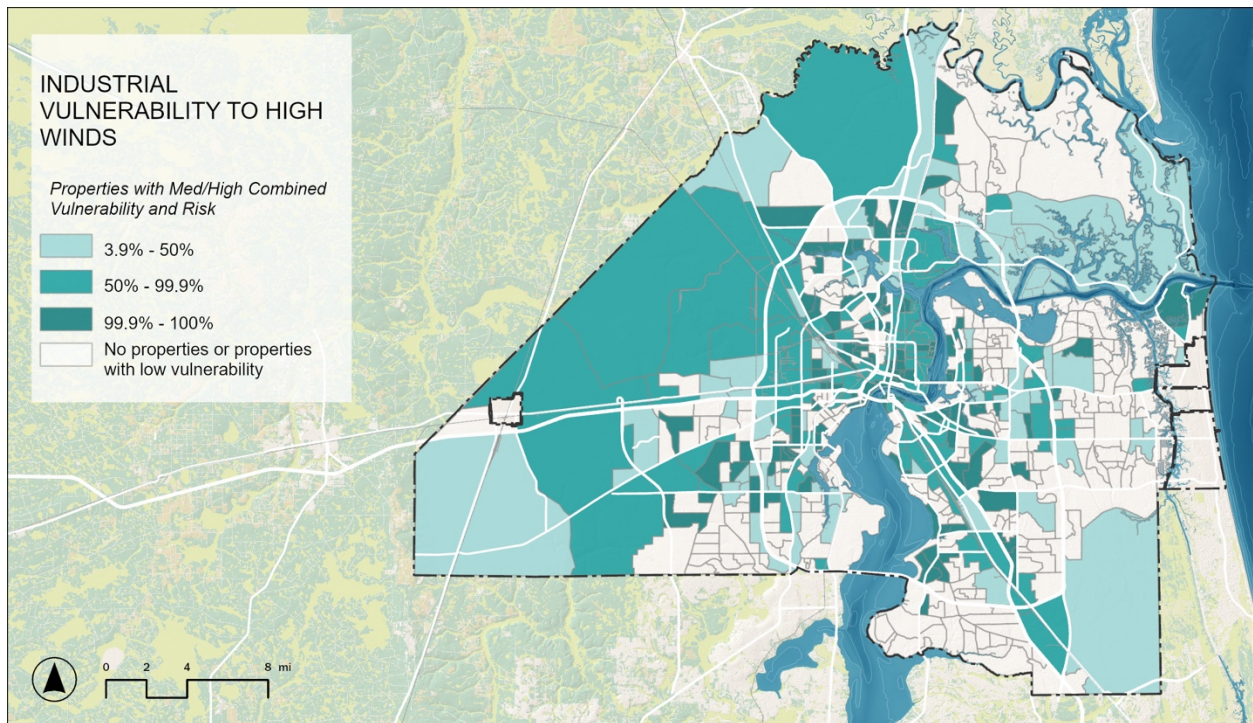 INDUSTRIAL
VULNERABILITY TO HIGH
WINDS
Properties with Med/High Combined
Vulnerability and Risk
3.9% - 50%
50% - 99.9%
99.9% - 100%
No properties or properties
with low vulnerability
0 2 4 8 mi